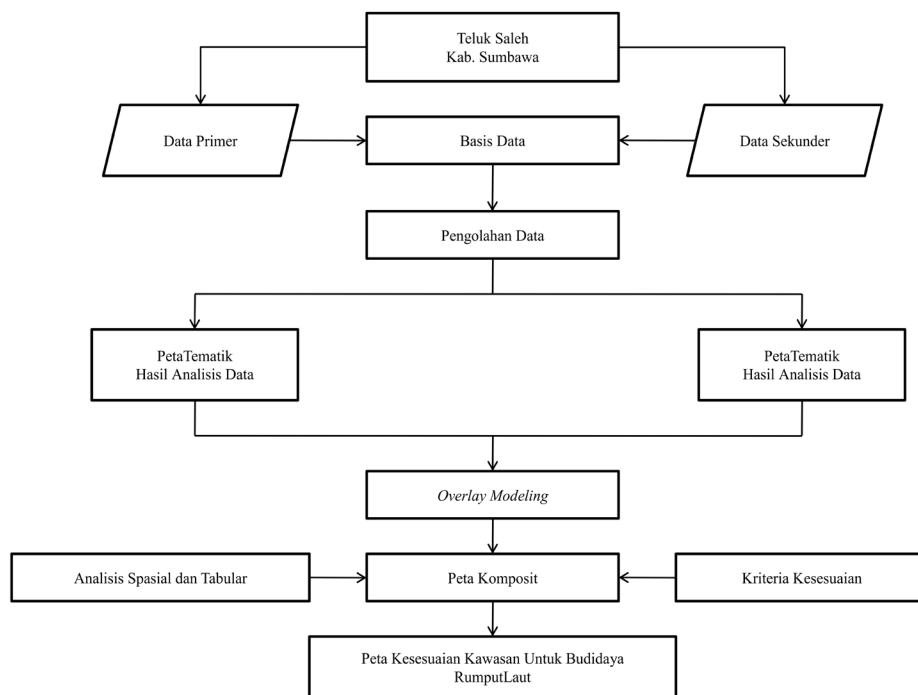 Teluk Saleh
Kab. Sumbawa
Data Primer
Basis Data
Data Sekunder
Pengolahan Data
PetaTematik
Hasil Analisis Data
PetaTematik
Hasil Analisis Data
Overlay Modeling
Analisis Spasial dan Tabular
Peta Komposit
Kriteria Kesesuaian
Peta Kesesuaian Kawasan Untuk Budidaya
RumputLaut